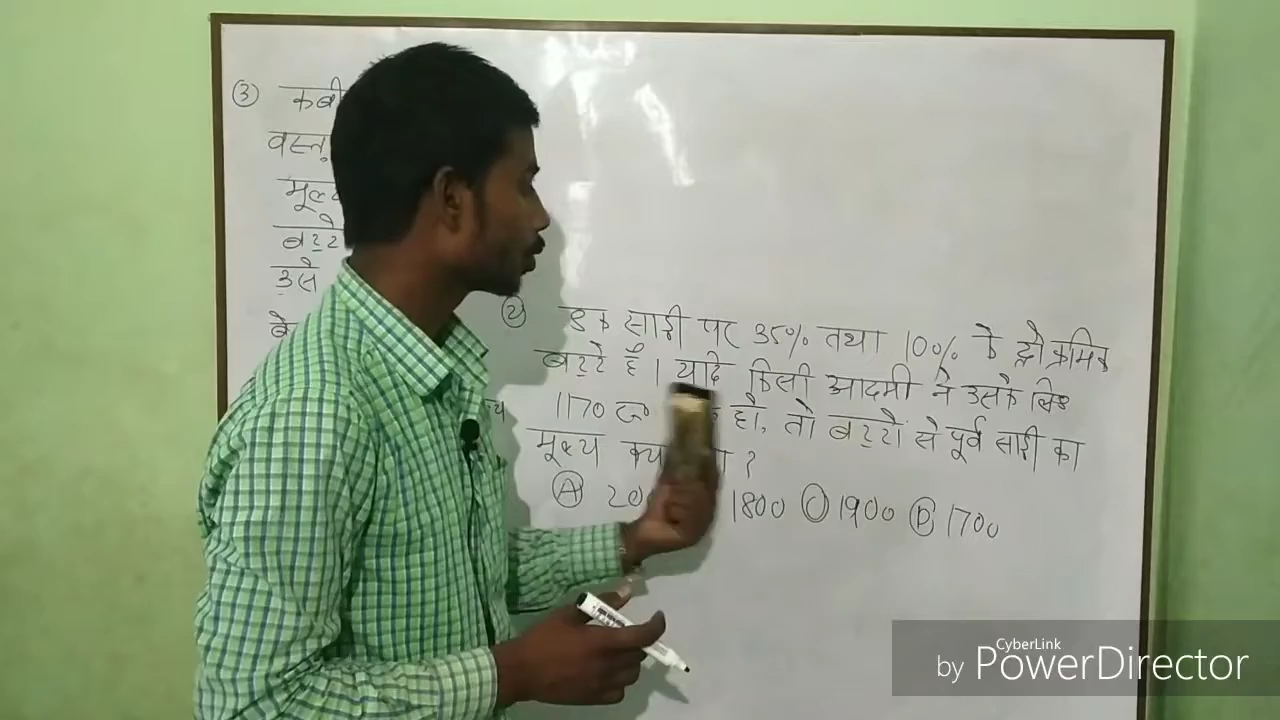 ③ कबी
वस्तु
मूल्य
बट्टे
उसे
② एक साड़ी पर 35% तथा 10% के दो क्रमिक
बट्टे हैं। यदि किसी आदमी ने उसके लिए
1170 रू हो, तो बट्टों से पूर्व साड़ी का
मूल्य क्या ?
Ⓐ 200 1800 Ⓒ 1900 Ⓓ 1700
CyberLink
by PowerDirector